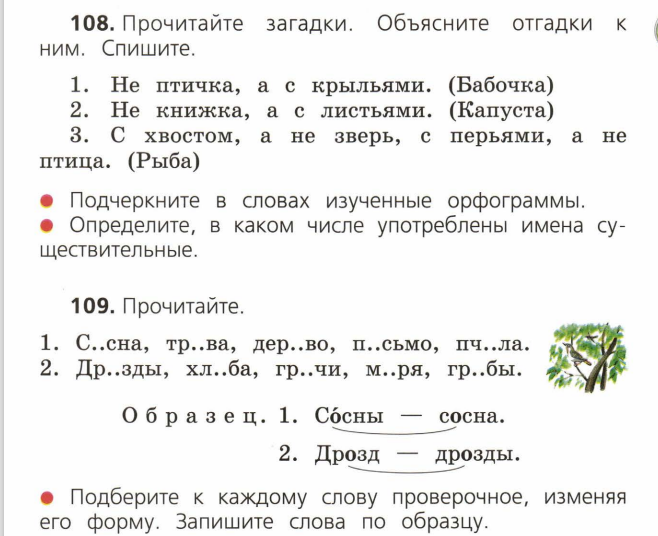 108. Прочитайте загадки. Объясните отгадки к
ним. Спишите.
1. Не птичка, а с крыльями. (Бабочка)
2. Не книжка, а с листьями. (Капуста)
3. С хвостом, а не зверь, с перьями, а не
птица. (Рыба)
Подчеркните в словах изученные орфограммы.
Определите, в каком числе употреблены имена су-
ществительные.
109. Прочитайте.
1. С..сна, тр..ва, дер..во, п..сьмо, пч..ла.
2. Др..зды, хл..ба, гр..чи, м..ря, гр..бы.
Образец. 1. Со́сны — сосна.
2. Дрозд — дрозды.
Подберите к каждому слову проверочное, изменяя
его форму. Запишите слова по образцу.